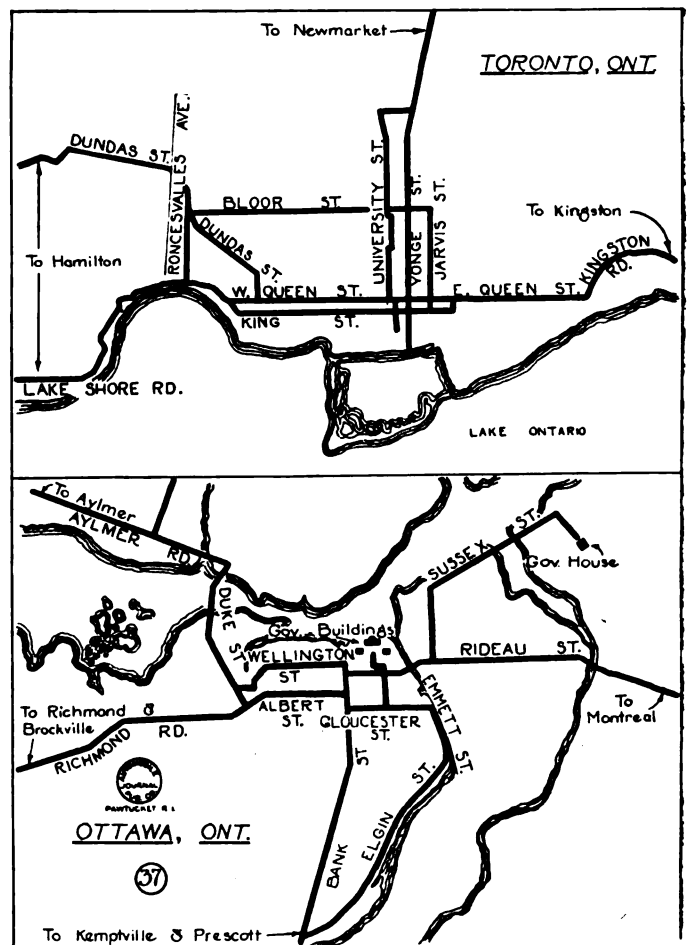 To Newmarket
TORONTO, ONT.
DUNDAS ST.
RONCESVALLES AVE.
BLOOR ST.
DUNDAS ST.
UNIVERSITY ST.
YONGE ST.
JARVIS ST.
To Kingston
KINGSTON RD.
To Hamilton
W. QUEEN ST.
E. QUEEN ST.
KING ST.
LAKE SHORE RD.
LAKE ONTARIO
To Aylmer
AYLMER RD.
DUKE ST.
SUSSEX ST.
Gov. House
Gov. Buildings
WELLINGTON ST
RIDEAU ST.
To Montreal
To Richmond &
Brockville
RICHMOND RD.
ALBERT ST.
GLOUCESTER ST.
EMMETT ST.
BANK ST
ELGIN ST.
JOURNAL
PAWTUCKET R.I.
OTTAWA, ONT.
37
To Kemptville & Prescott